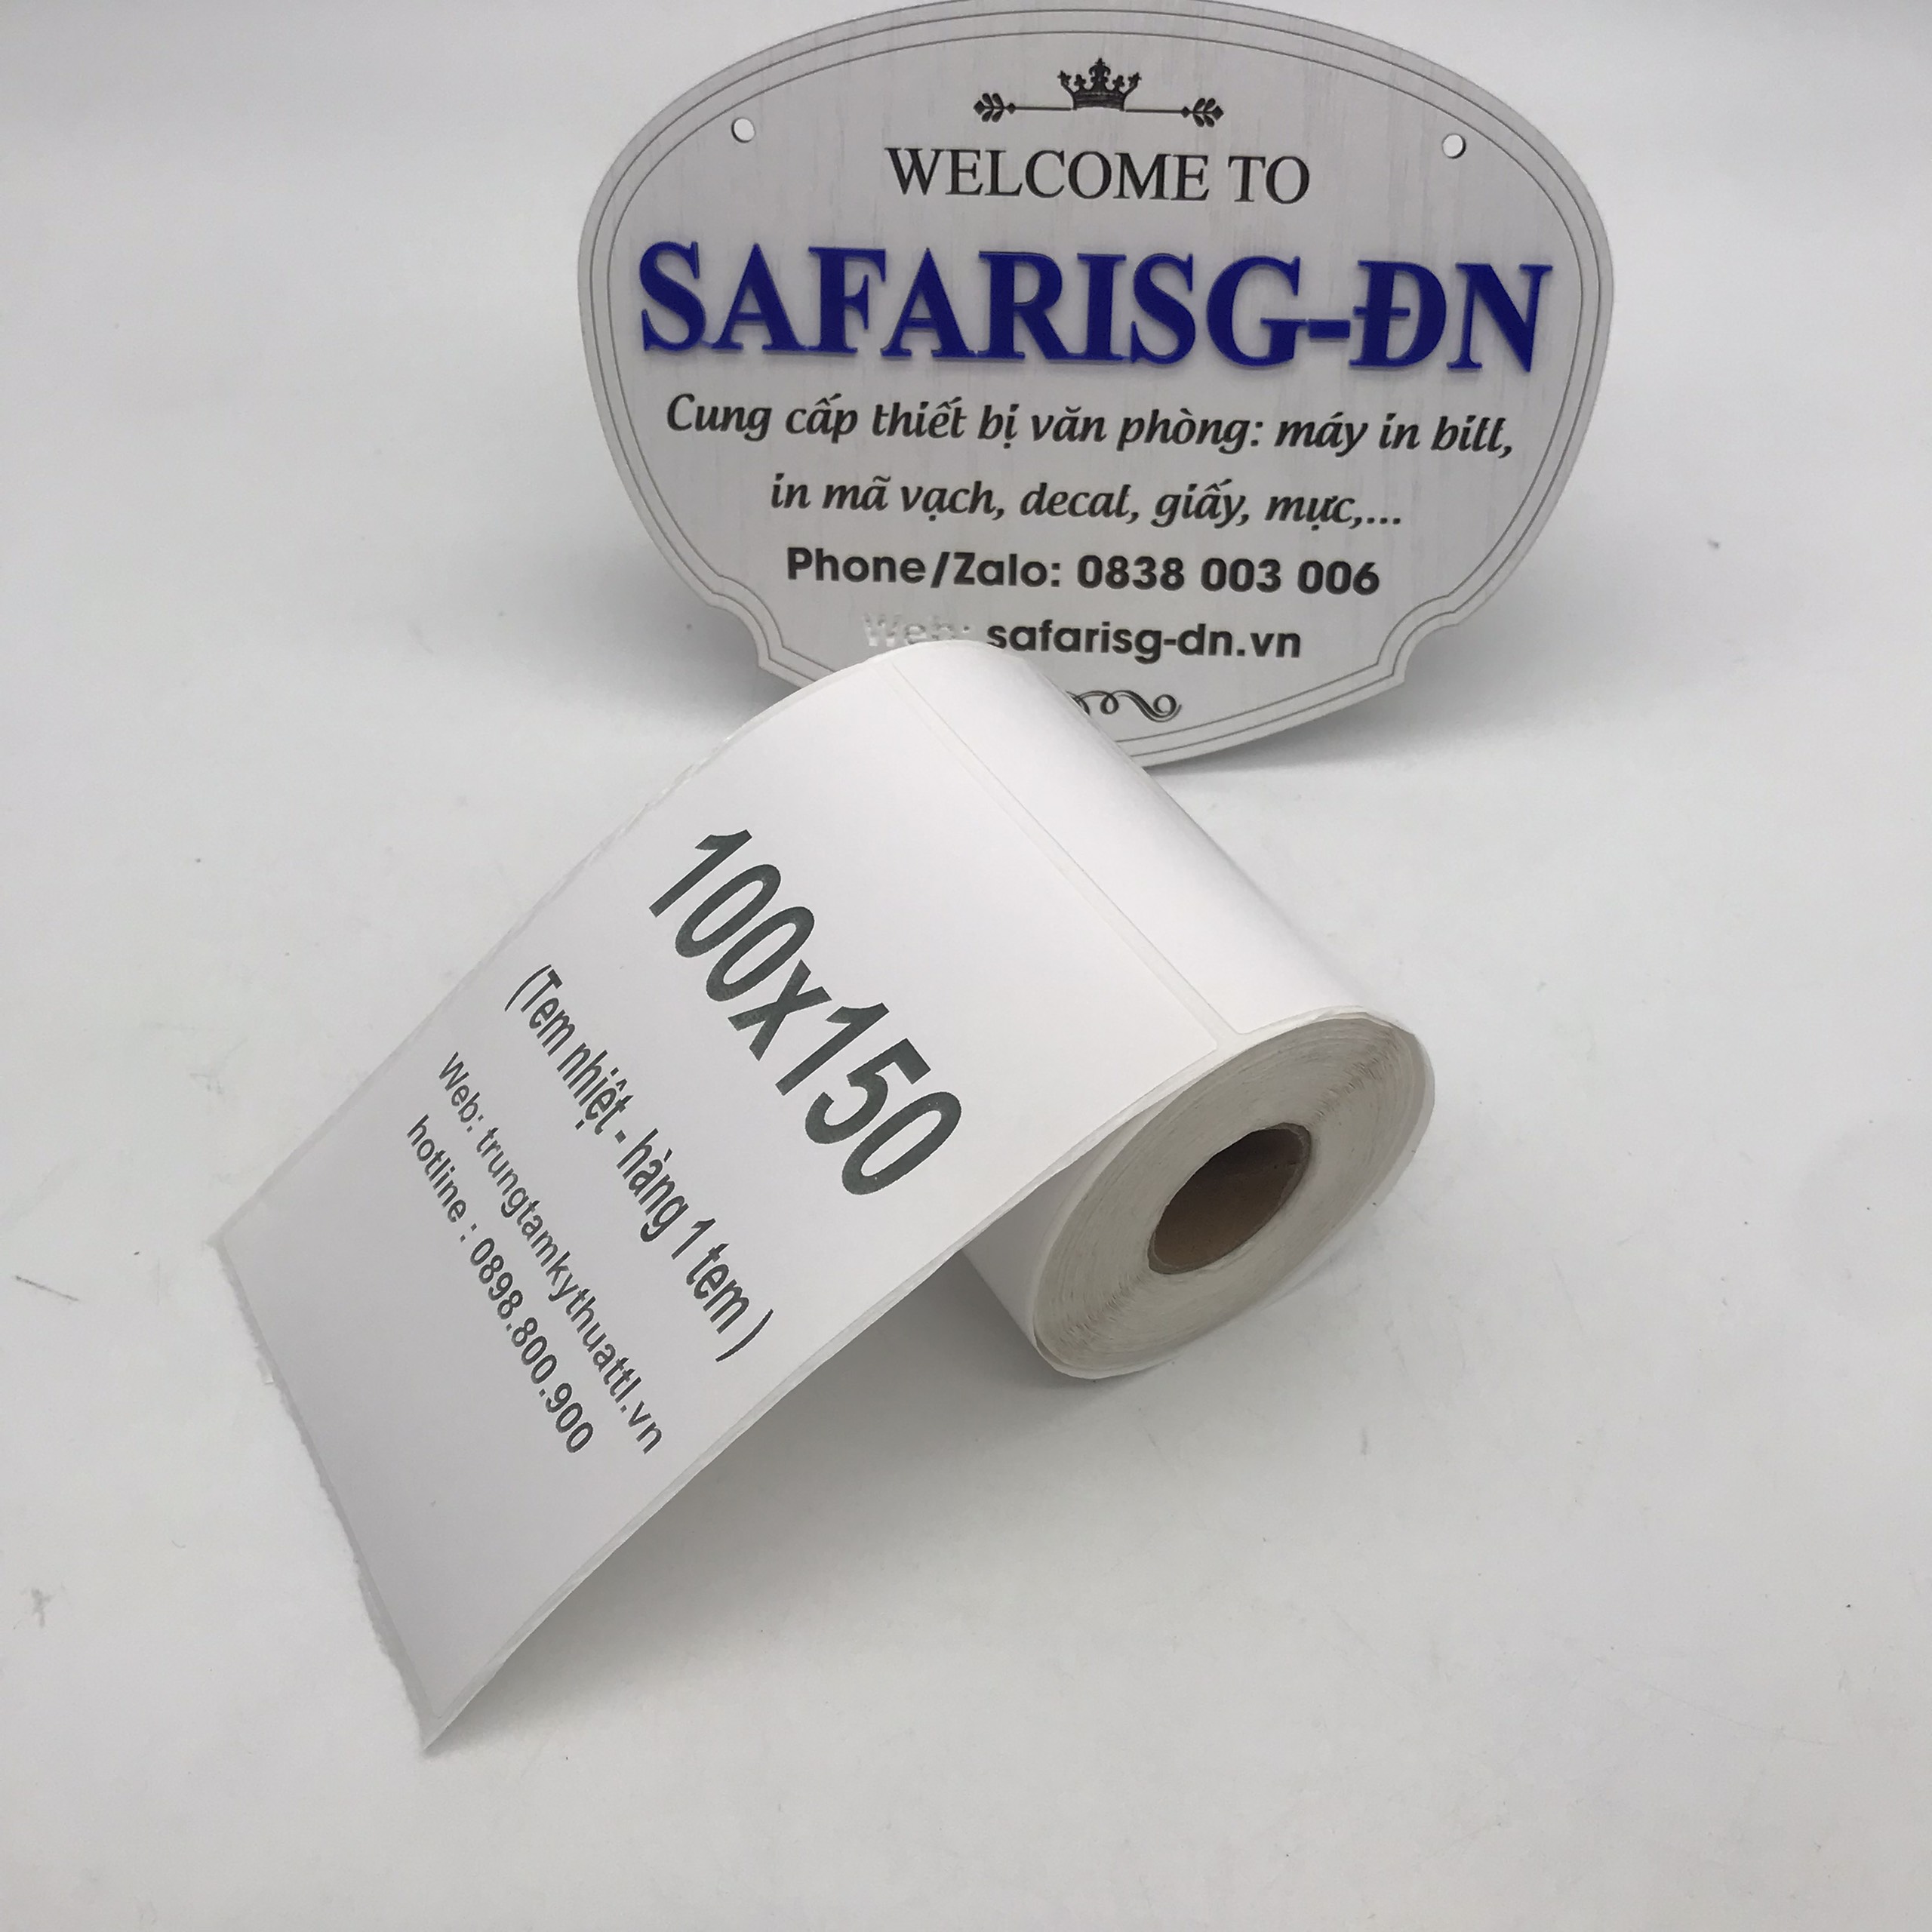 WELCOME TO
SAFARISG-ĐN
Cung cấp thiết bị văn phòng: máy in bill,
in mã vạch, decal, giấy, mực,...
Phone/Zalo: 0838 003 006
Web: safarisg-dn.vn
100x150
(Tem nhiệt - hàng 1 tem )
Web: trungtamkythuattl.vn
hotline : 0898.800.900